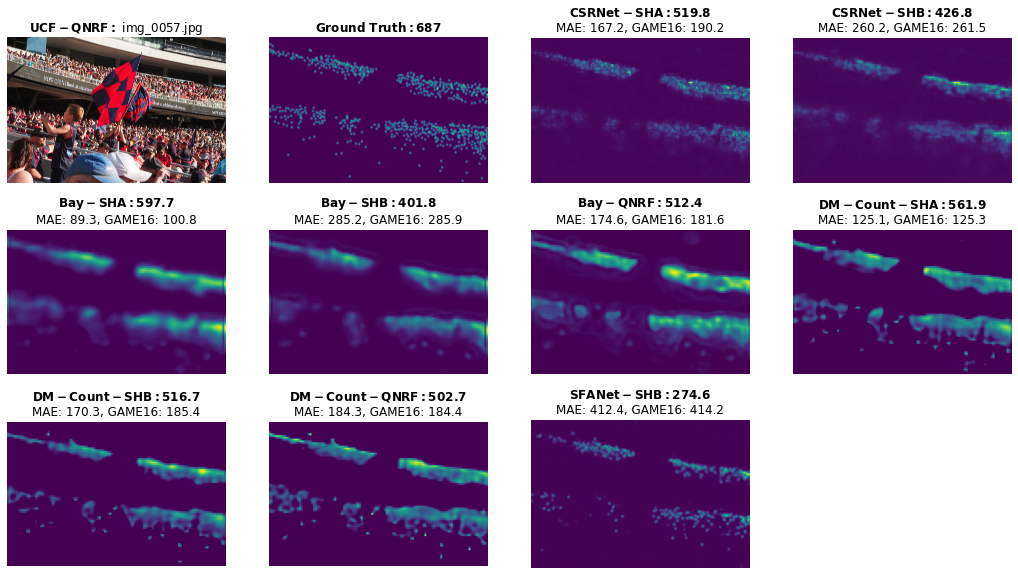 UCF − QNRF : img_0057.jpg
Ground Truth : 687
CSRNet − SHA : 519.8
MAE: 167.2, GAME16: 190.2
CSRNet − SHB : 426.8
MAE: 260.2, GAME16: 261.5
Bay − SHA : 597.7
MAE: 89.3, GAME16: 100.8
Bay − SHB : 401.8
MAE: 285.2, GAME16: 285.9
Bay − QNRF : 512.4
MAE: 174.6, GAME16: 181.6
DM − Count − SHA : 561.9
MAE: 125.1, GAME16: 125.3
DM − Count − SHB : 516.7
MAE: 170.3, GAME16: 185.4
DM − Count − QNRF : 502.7
MAE: 184.3, GAME16: 184.4
SFANet − SHB : 274.6
MAE: 412.4, GAME16: 414.2